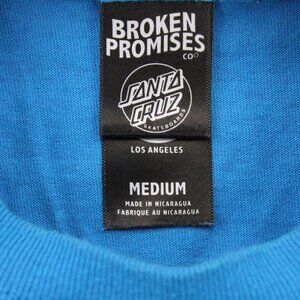 BROKEN
PROMISES
CO
SANTA
CRUZ
SKATEBOARDS
LOS ANGELES
MEDIUM
MADE IN NICARAGUA
FABRIQUE AU NICARAGUA